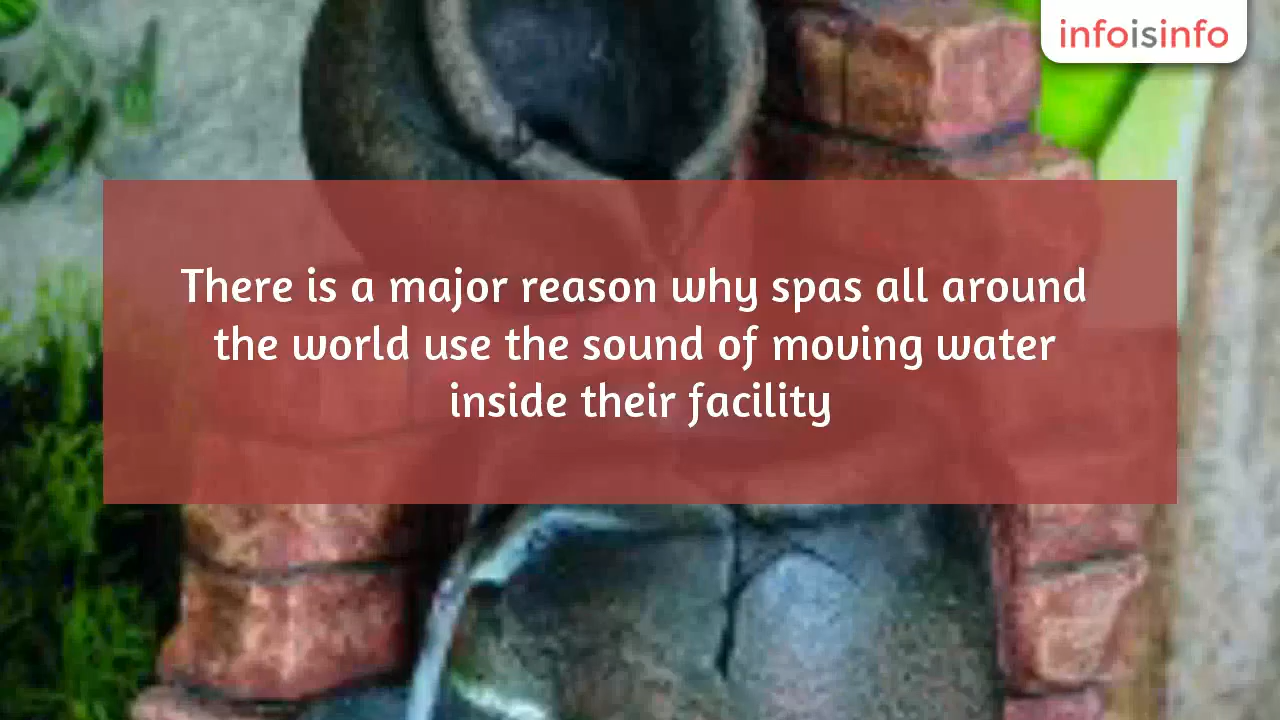 infoisinfo
There is a major reason why spas all around
the world use the sound of moving water
inside their facility